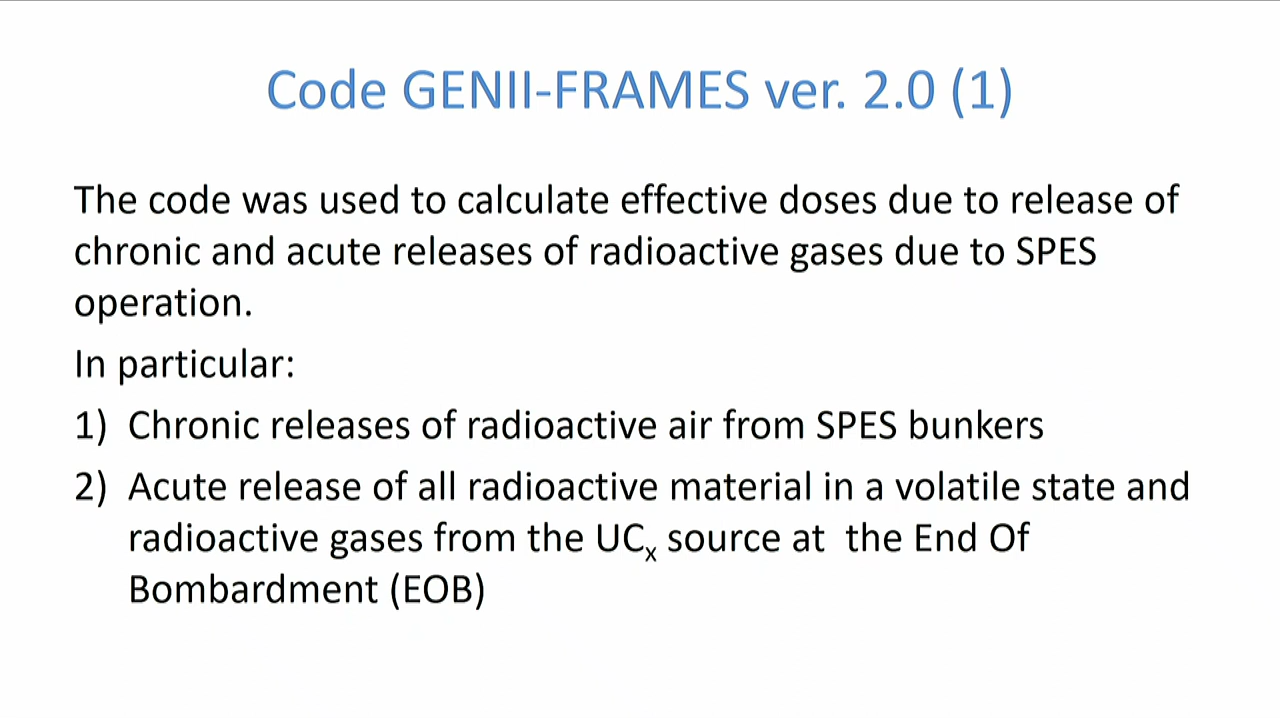 Code GENII-FRAMES ver. 2.0 (1)
The code was used to calculate effective doses due to release of
chronic and acute releases of radioactive gases due to SPES
operation.
In particular:
1) Chronic releases of radioactive air from SPES bunkers
2) Acute release of all radioactive material in a volatile state and
radioactive gases from the UCₓ source at  the End Of
Bombardment (EOB)